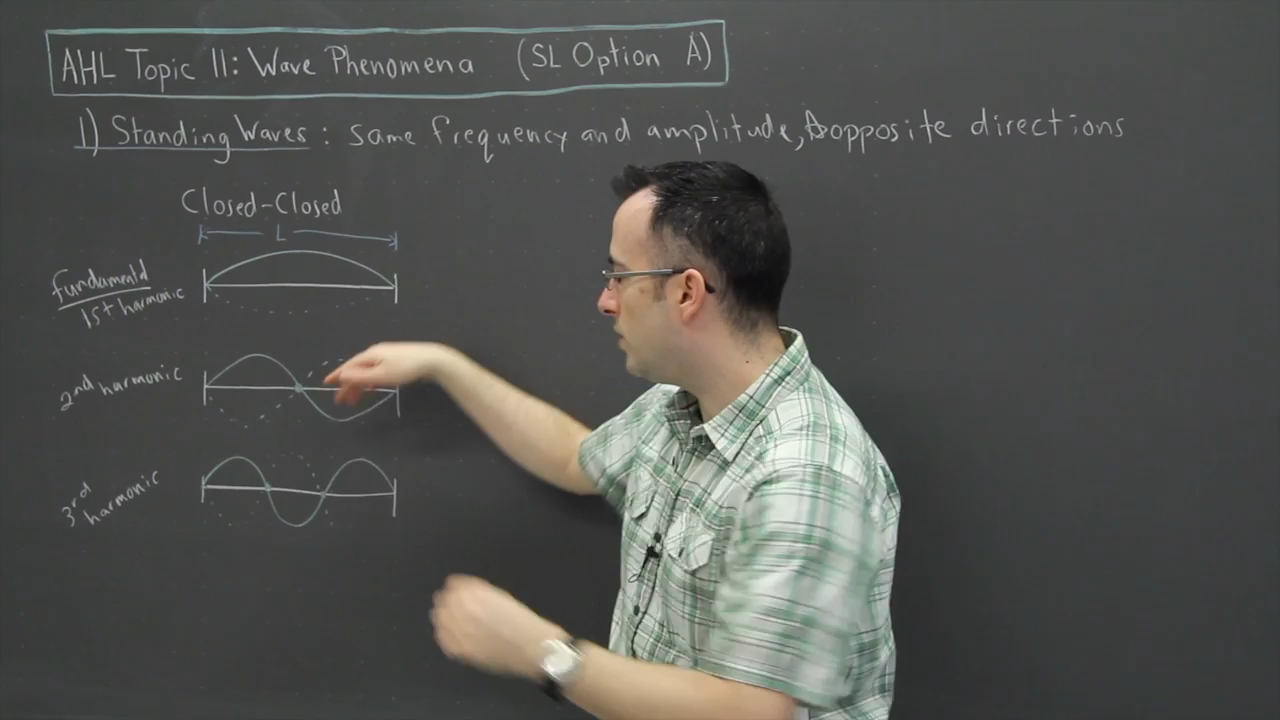 AHL Topic 11: Wave Phenomena (SL Option A)
1) Standing Waves: same frequency and amplitude, opposite directions
Closed-Closed
L
fundamental
1st harmonic
2nd harmonic
3rd harmonic